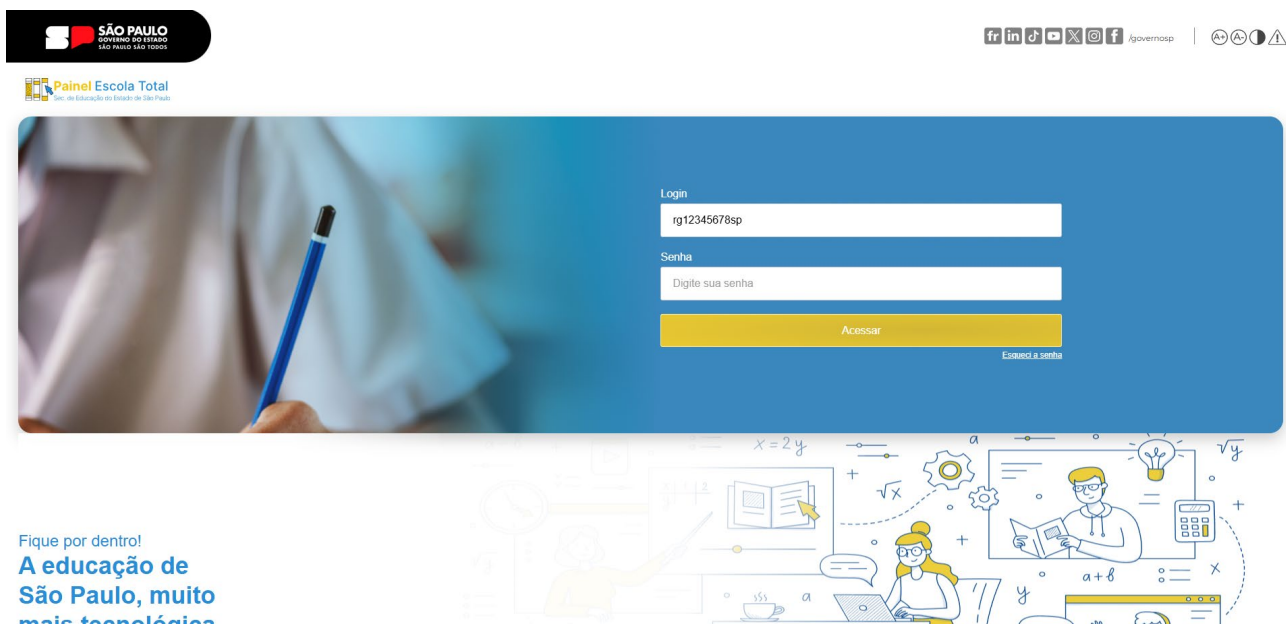 SÃO PAULO
GOVERNO DO ESTADO
SÃO PAULO SÃO TODOS
/governosp
A+ A-
Painel Escola Total
Sec. de Educação do Estado de São Paulo
Login
rg12345678sp
Senha
Digite sua senha
Acessar
Esqueci a senha
x = 2y
a
√y
√x
Fique por dentro!
A educação de
São Paulo, muito
mais tecnológica
a+b
x
y
a